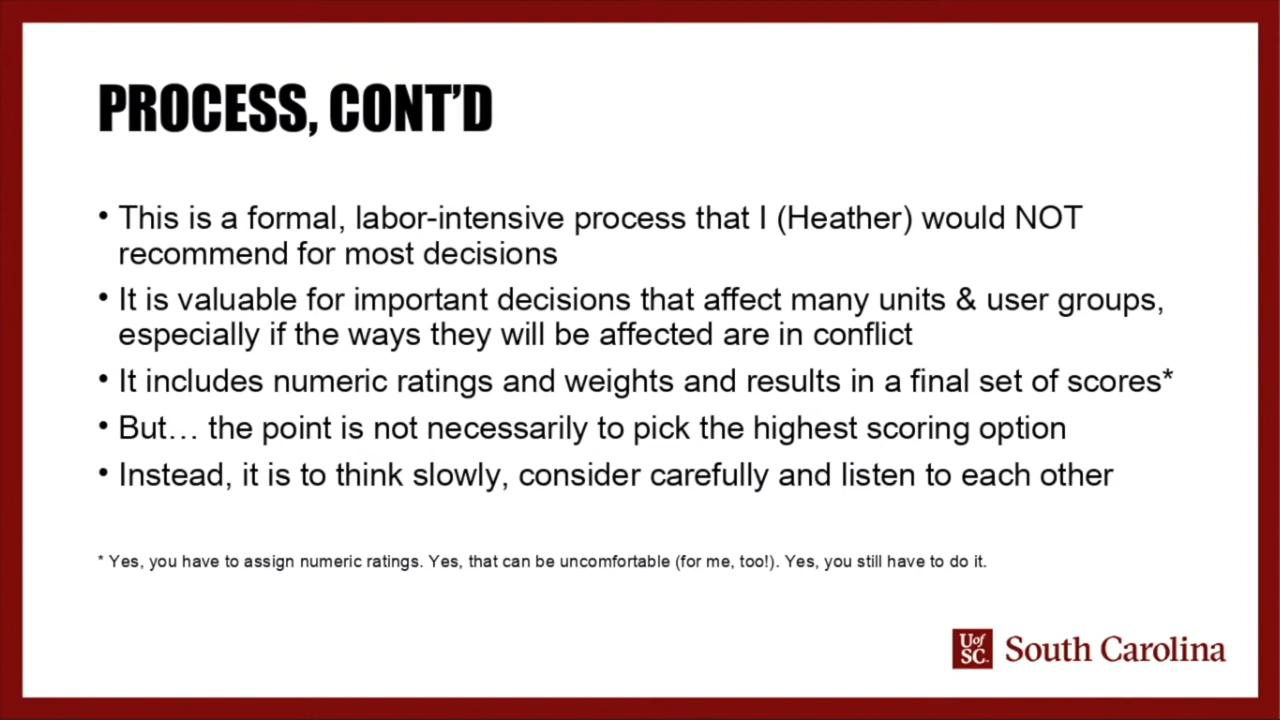 PROCESS, CONT’D
• This is a formal, labor-intensive process that I (Heather) would NOT
recommend for most decisions
• It is valuable for important decisions that affect many units & user groups,
especially if the ways they will be affected are in conflict
• It includes numeric ratings and weights and results in a final set of scores*
• But… the point is not necessarily to pick the highest scoring option
• Instead, it is to think slowly, consider carefully and listen to each other
* Yes, you have to assign numeric ratings. Yes, that can be uncomfortable (for me, too!). Yes, you still have to do it.
Uof
SC.
South Carolina